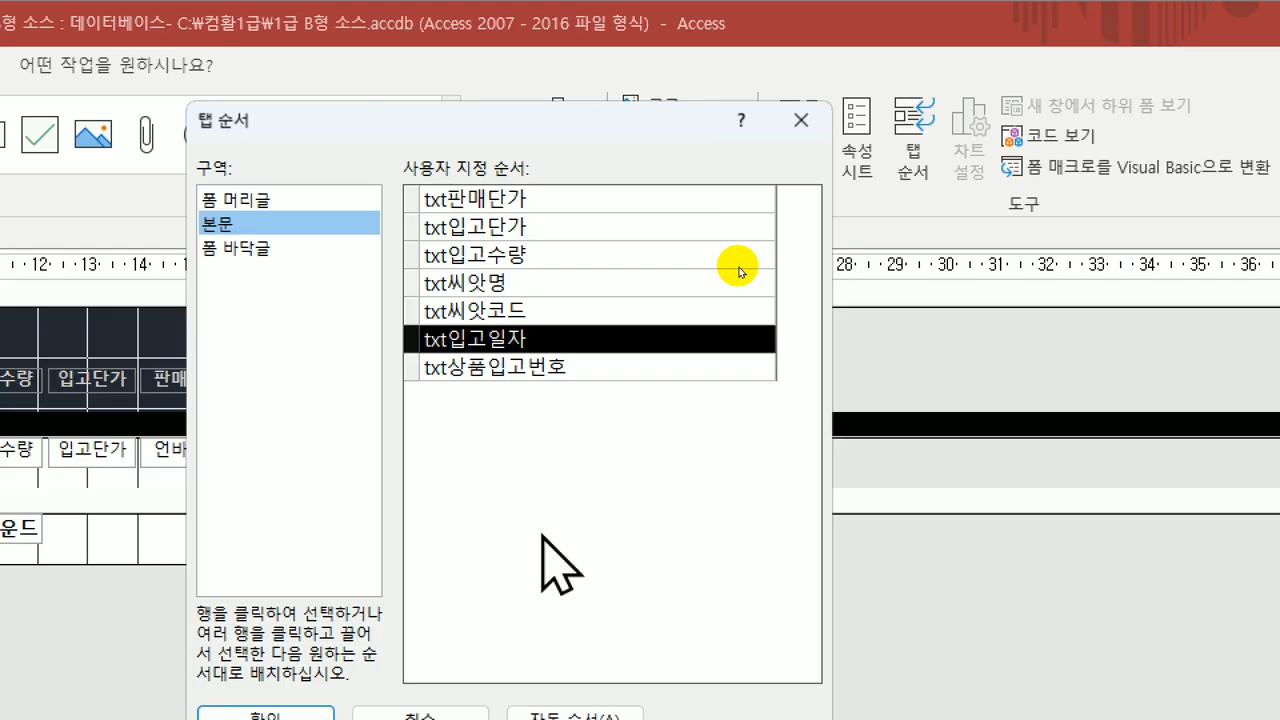 형 소스 : 데이터베이스- C:₩컴활1급₩1급 B형 소스.accdb (Access 2007 - 2016 파일 형식) - Access
어떤 작업을 원하시나요?
탭 순서
?
속성
시트
탭
순서
차트
설정
새 창에서 하위 폼 보기
코드 보기
폼 매크로를 Visual Basic으로 변환
도구
구역:
폼 머리글
본문
폼 바닥글
사용자 지정 순서:
txt판매단가
txt입고단가
txt입고수량
txt씨앗명
txt씨앗코드
txt입고일자
txt상품입고번호
12 13 14
28 29 30 31 32 33 34 35 36
수량 입고단가 판매
수량 입고단가 언바
운드
행을 클릭하여 선택하거나
여러 행을 클릭하고 끌어
서 선택한 다음 원하는 순
서대로 배치하십시오.
확인 취소 자동 순서(A)